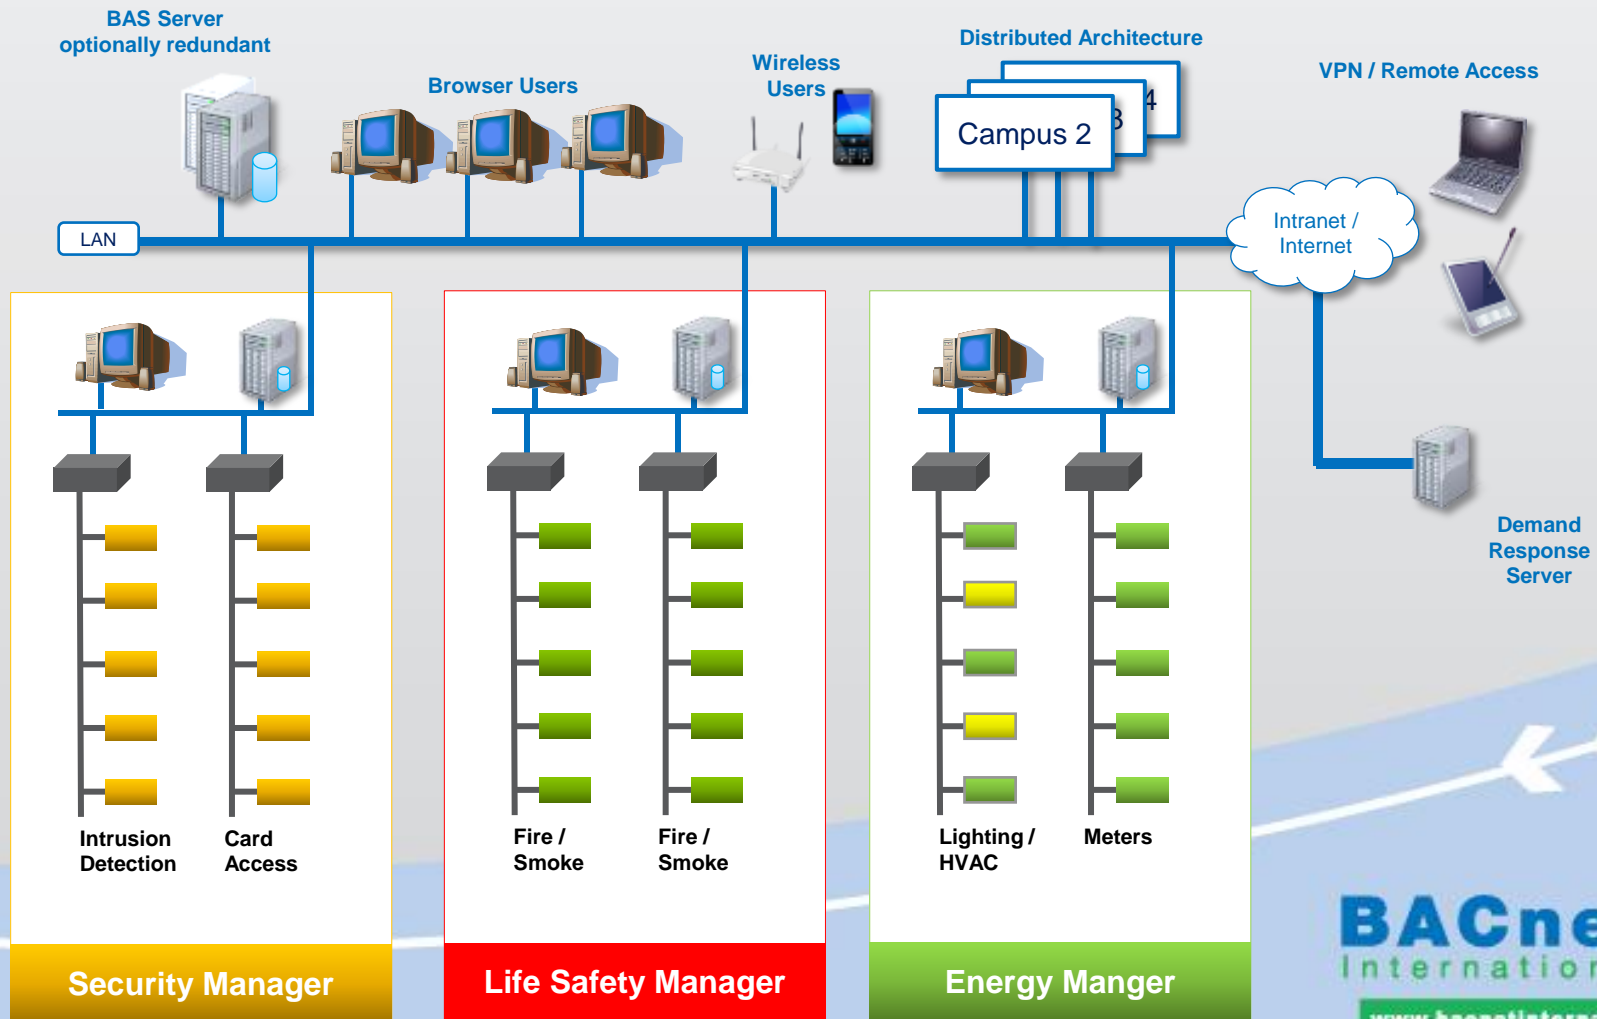 BAS Server
optionally redundant
Browser Users
Wireless
Users
Distributed Architecture
Campus 2
3
4
VPN / Remote Access
LAN
Intranet /
Internet
Demand
Response
Server
Intrusion
Detection
Card
Access
Fire /
Smoke
Fire /
Smoke
Lighting /
HVAC
Meters
Security Manager
Life Safety Manager
Energy Manger